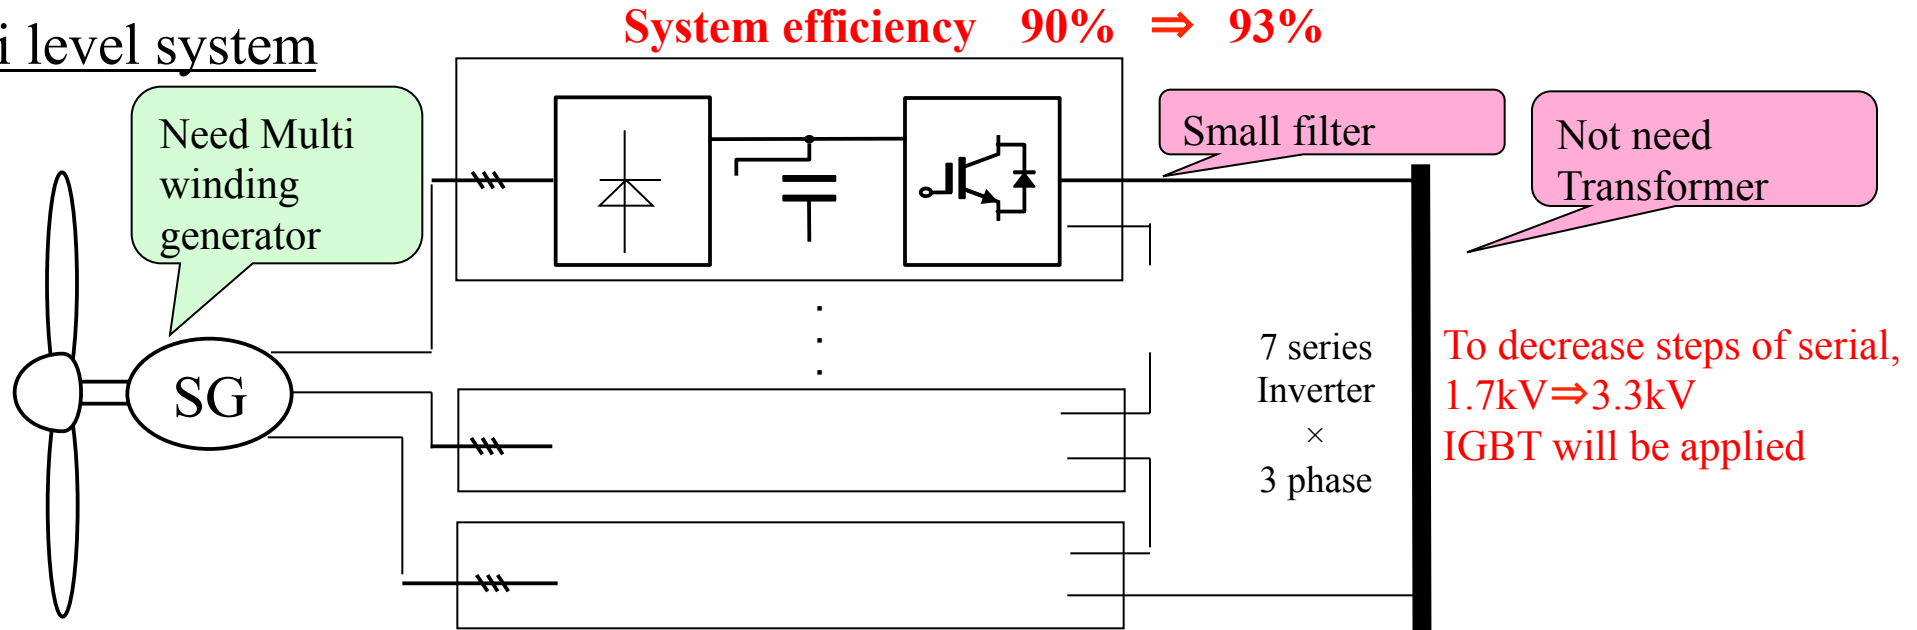 System efficiency 90% ⇒ 93%
i level system
Need Multi
winding
generator
Small filter
Not need
Transformer
SG
7 series
Inverter
×
3 phase
To decrease steps of serial,
1.7kV⇒3.3kV
IGBT will be applied